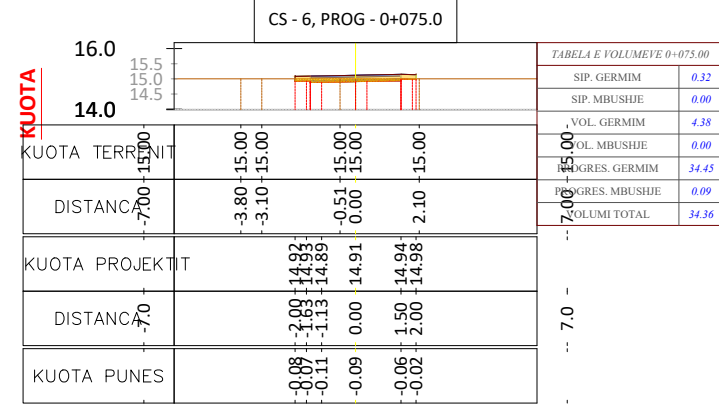 CS - 6, PROG - 0+075.0
KUOTA
16.0
15.5
15.0
14.5
14.0
TABELA E VOLUMEVE 0+075.00
SIP. GERMIM 0.32
SIP. MBUSHJE 0.00
VOL. GERMIM 4.38
VOL. MBUSHJE 0.00
PROGRES. GERMIM 34.45
PROGRES. MBUSHJE 0.09
VOLUMI TOTAL 34.36
KUOTA TERRENIT 15.00 15.00 15.00 15.00 15.00 15.00 15.00
DISTANCA -7.00 -3.80 -3.10 -0.51 0.00 2.10 7.00
KUOTA PROJEKTIT 14.92 14.93 14.89 14.91 14.94 14.98
DISTANCA -7.0 -2.00 -1.63 -1.13 0.00 1.50 2.00 7.0
KUOTA PUNES -0.08 -0.07 -0.11 -0.09 -0.06 -0.02